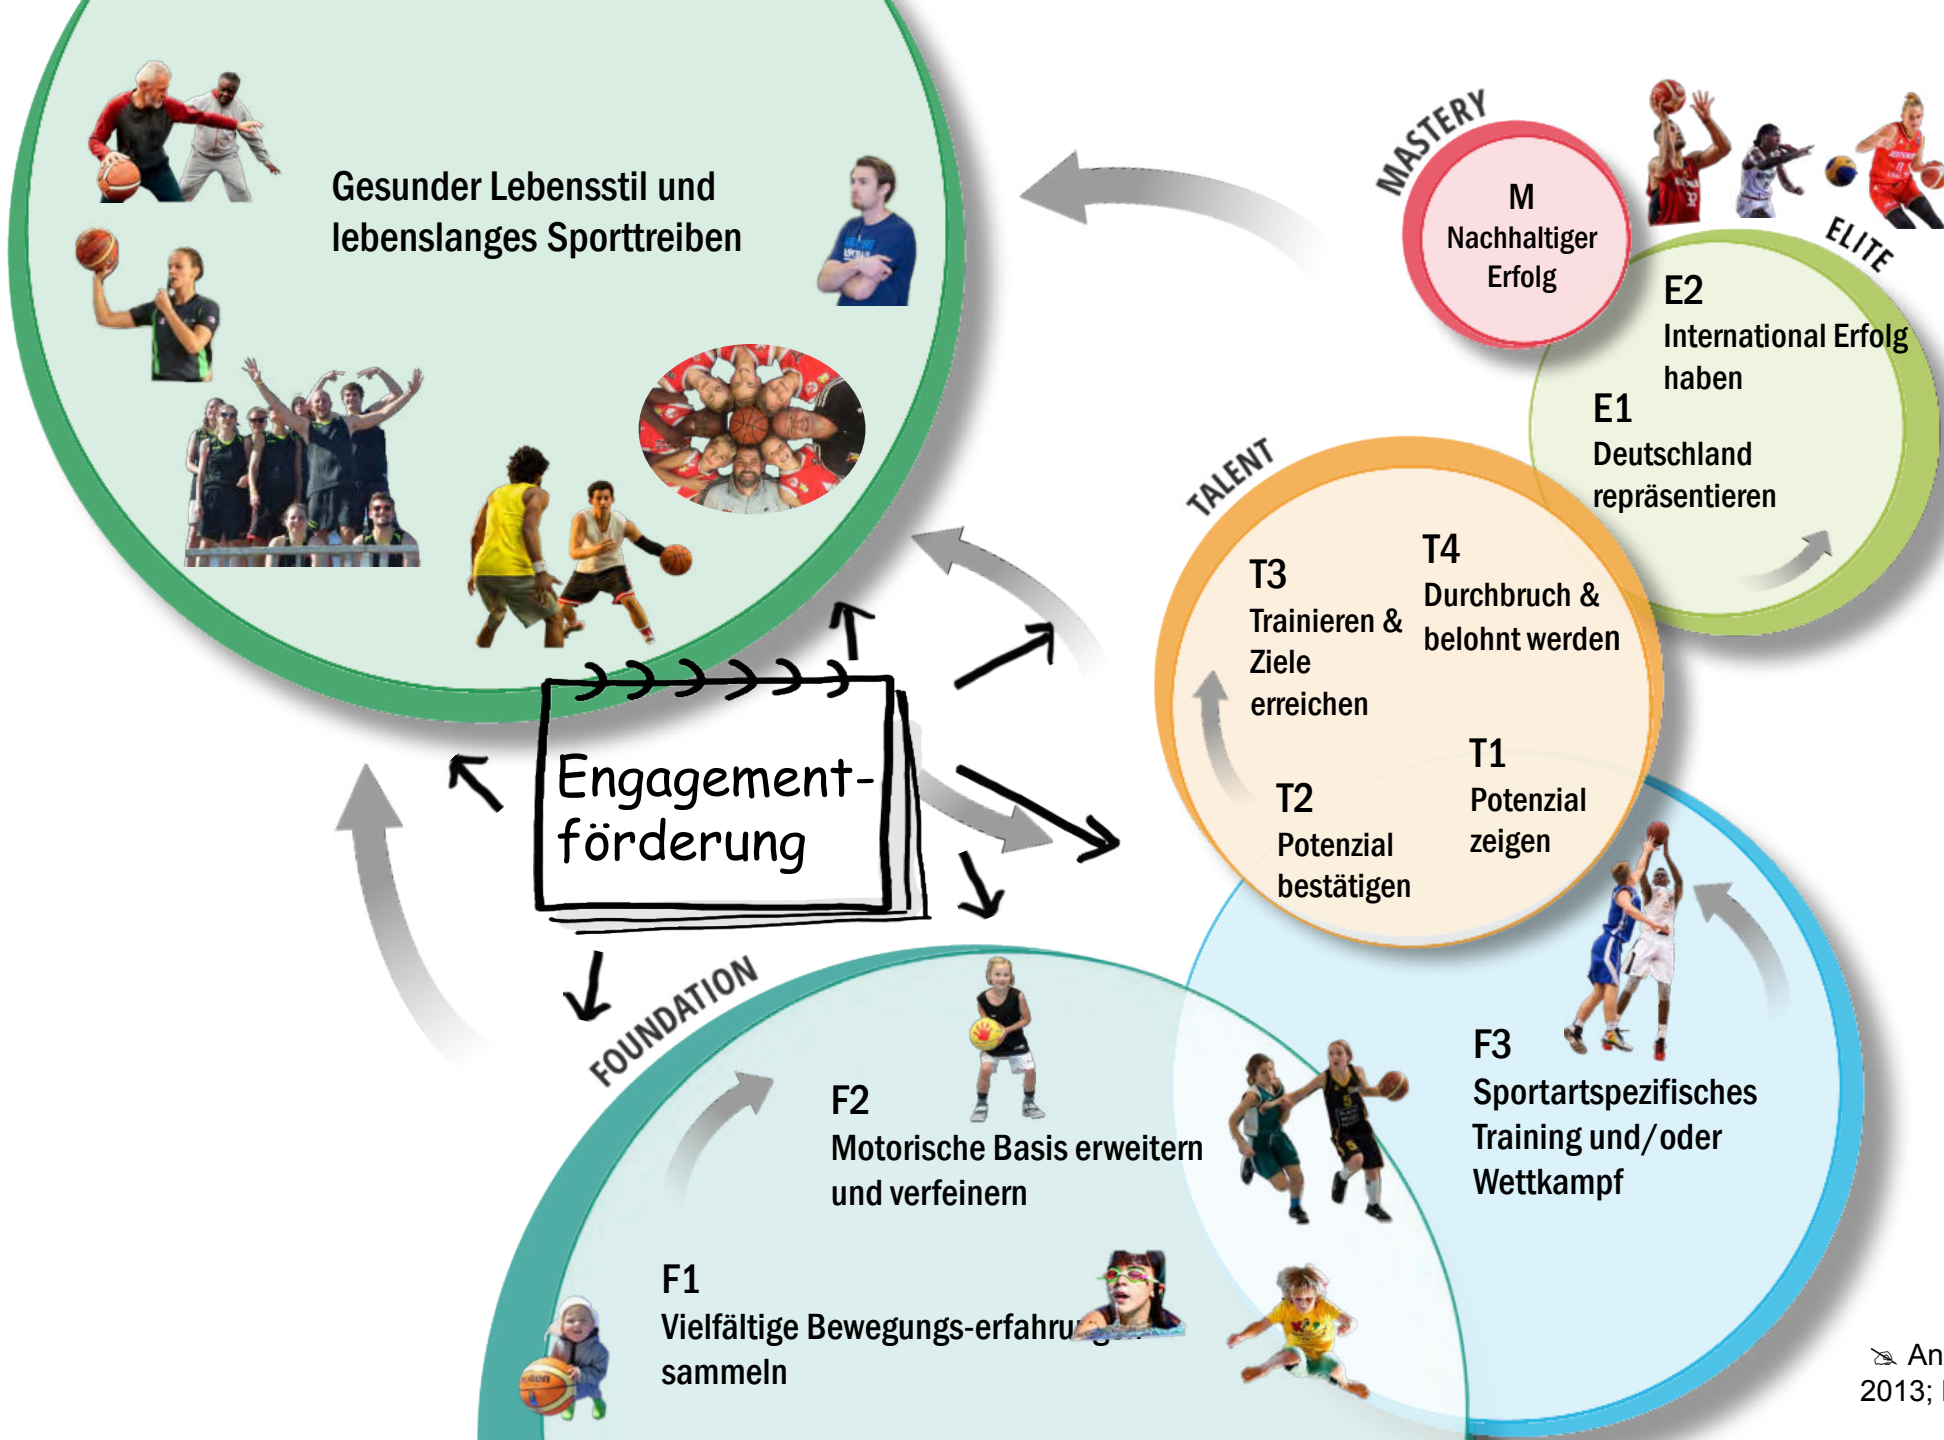 Gesunder Lebensstil und
lebenslanges Sporttreiben
MASTERY
M
Nachhaltiger
Erfolg
ELITE
E2
International Erfolg
haben
E1
Deutschland
repräsentieren
TALENT
T4
Durchbruch &
belohnt werden
T3
Trainieren &
Ziele
erreichen
T1
Potenzial
zeigen
T2
Potenzial
bestätigen
Engagement-
förderung
FOUNDATION
F3
Sportartspezifisches
Training und/oder
Wettkampf
F2
Motorische Basis erweitern
und verfeinern
F1
Vielfältige Bewegungs-erfahrungen
sammeln
An
2013;